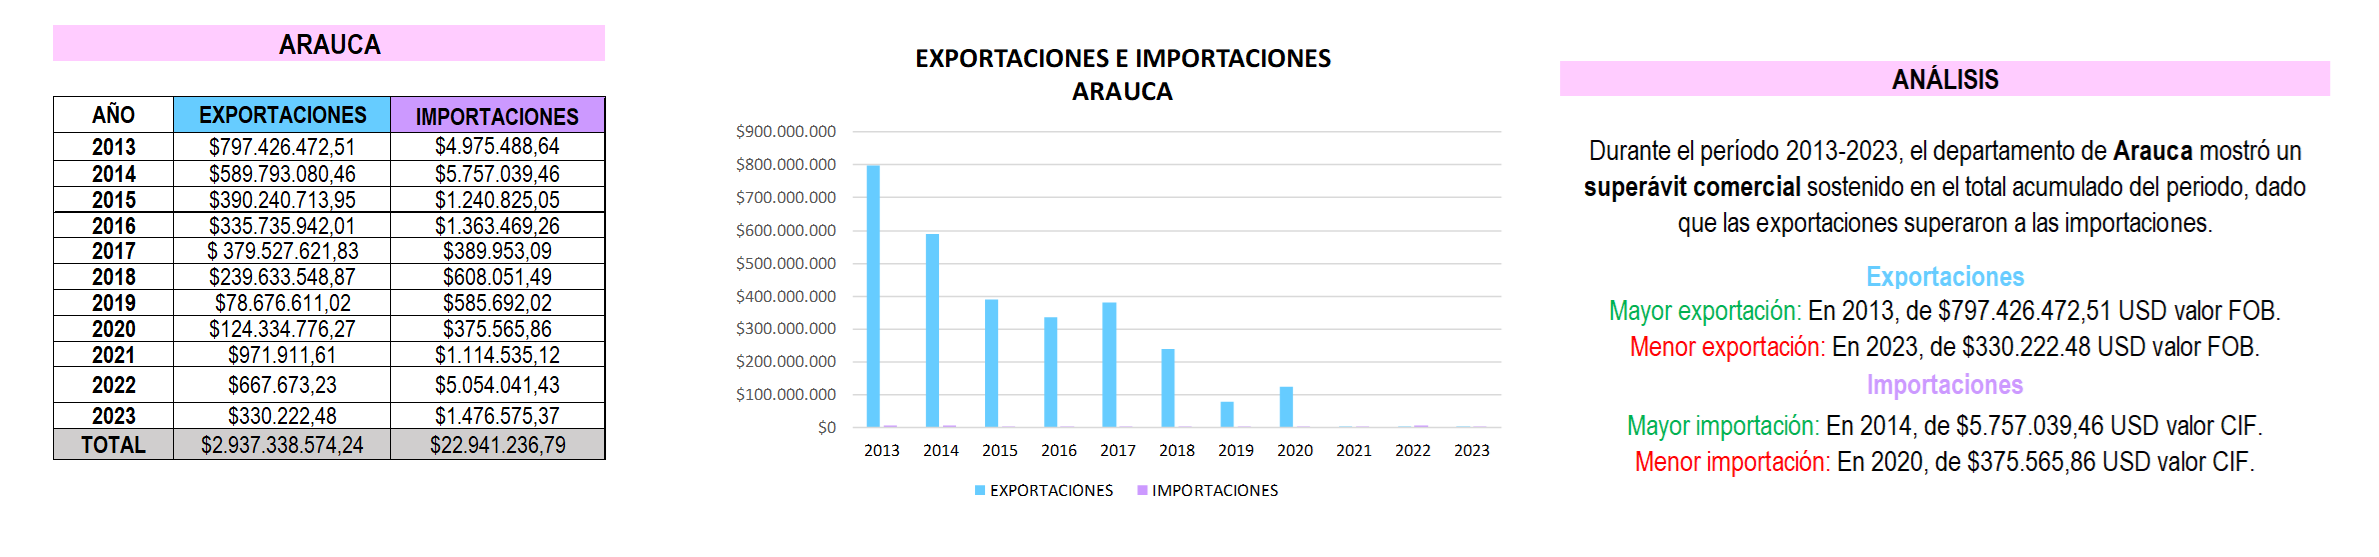 ARAUCA
AÑO EXPORTACIONES IMPORTACIONES
2013 $797.426.472,51 $4.975.488,64
2014 $589.793.080,46 $5.757.039,46
2015 $390.240.713,95 $1.240.825,05
2016 $335.735.942,01 $1.363.469,26
2017 $ 379.527.621,83 $389.953,09
2018 $239.633.548,87 $608.051,49
2019 $78.676.611,02 $585.692,02
2020 $124.334.776,27 $375.565,86
2021 $971.911,61 $1.114.535,12
2022 $667.673,23 $5.054.041,43
2023 $330.222,48 $1.476.575,37
TOTAL $2.937.338.574,24 $22.941.236,79
EXPORTACIONES E IMPORTACIONES
ARAUCA
$900.000.000
$800.000.000
$700.000.000
$600.000.000
$500.000.000
$400.000.000
$300.000.000
$200.000.000
$100.000.000
$0
2013 2014 2015 2016 2017 2018 2019 2020 2021 2022 2023
EXPORTACIONES IMPORTACIONES
ANÁLISIS
Durante el período 2013-2023, el departamento de Arauca mostró un
superávit comercial sostenido en el total acumulado del periodo, dado
que las exportaciones superaron a las importaciones.
Exportaciones
Mayor exportación: En 2013, de $797.426.472,51 USD valor FOB.
Menor exportación: En 2023, de $330.222.48 USD valor FOB.
Importaciones
Mayor importación: En 2014, de $5.757.039,46 USD valor CIF.
Menor importación: En 2020, de $375.565,86 USD valor CIF.